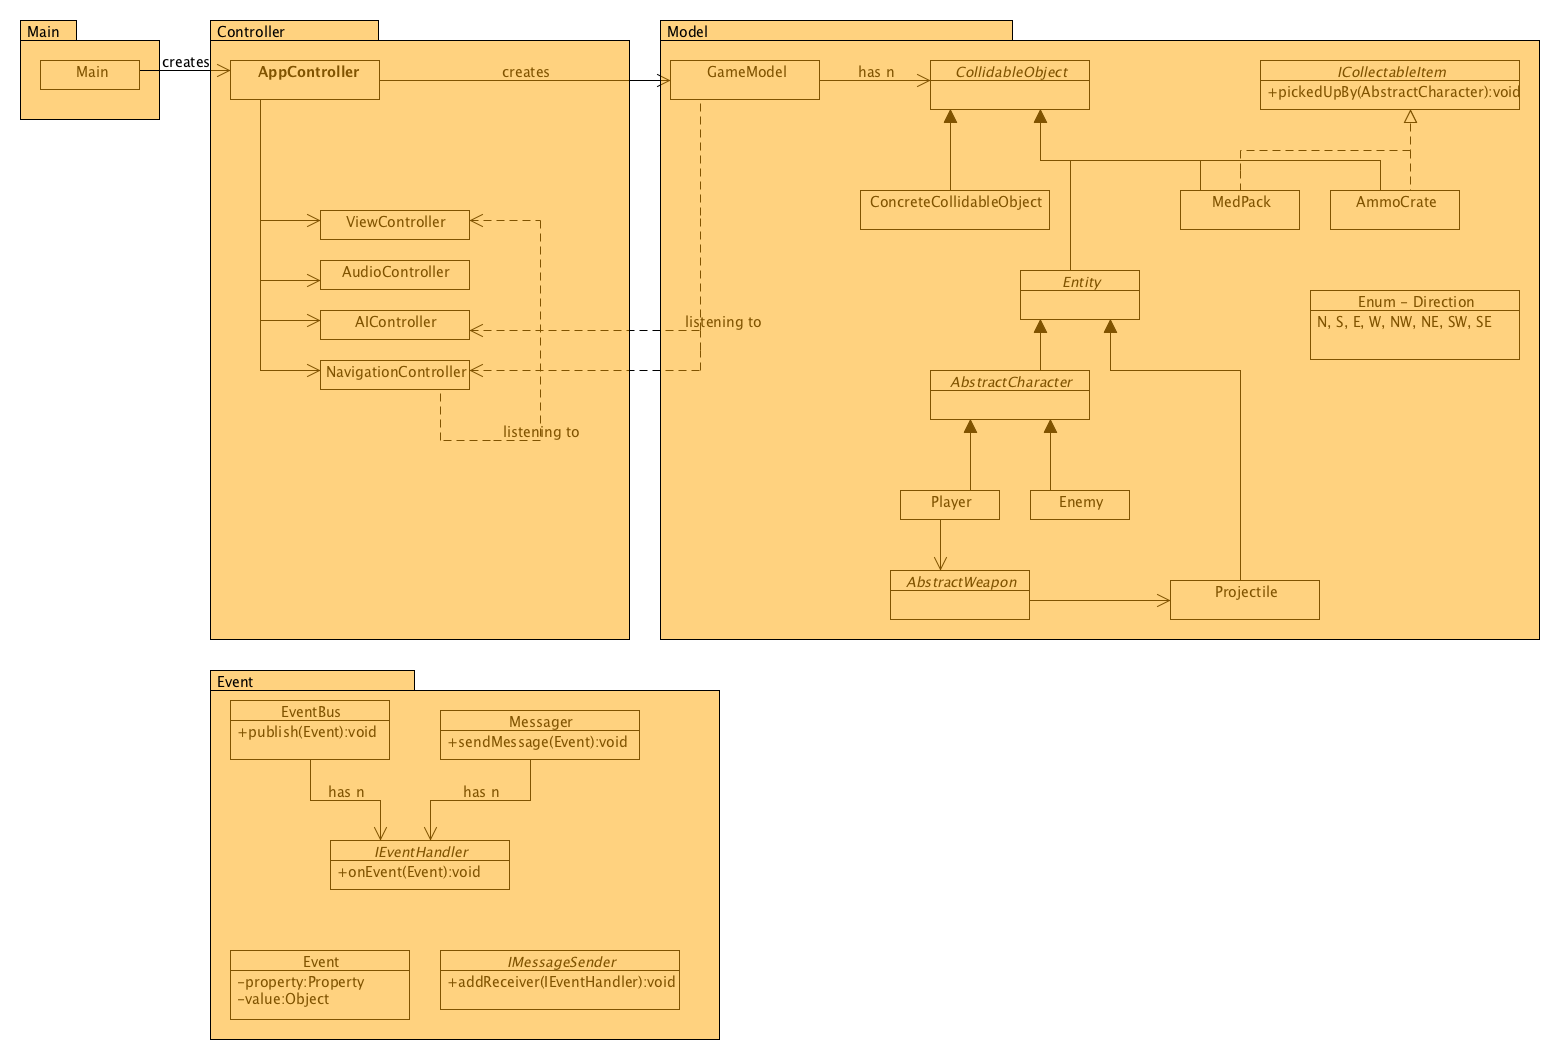 Main
Main
creates
Controller
AppController
creates
ViewController
AudioController
AIController
NavigationController
listening to
listening to
Model
GameModel
has n
CollidableObject
ICollectableItem
+pickedUpBy(AbstractCharacter):void
ConcreteCollidableObject
MedPack
AmmoCrate
Entity
Enum - Direction
N, S, E, W, NW, NE, SW, SE
AbstractCharacter
Player
Enemy
AbstractWeapon
Projectile
Event
EventBus
+publish(Event):void
Messager
+sendMessage(Event):void
has n
has n
IEventHandler
+onEvent(Event):void
Event
-property:Property
-value:Object
IMessageSender
+addReceiver(IEventHandler):void